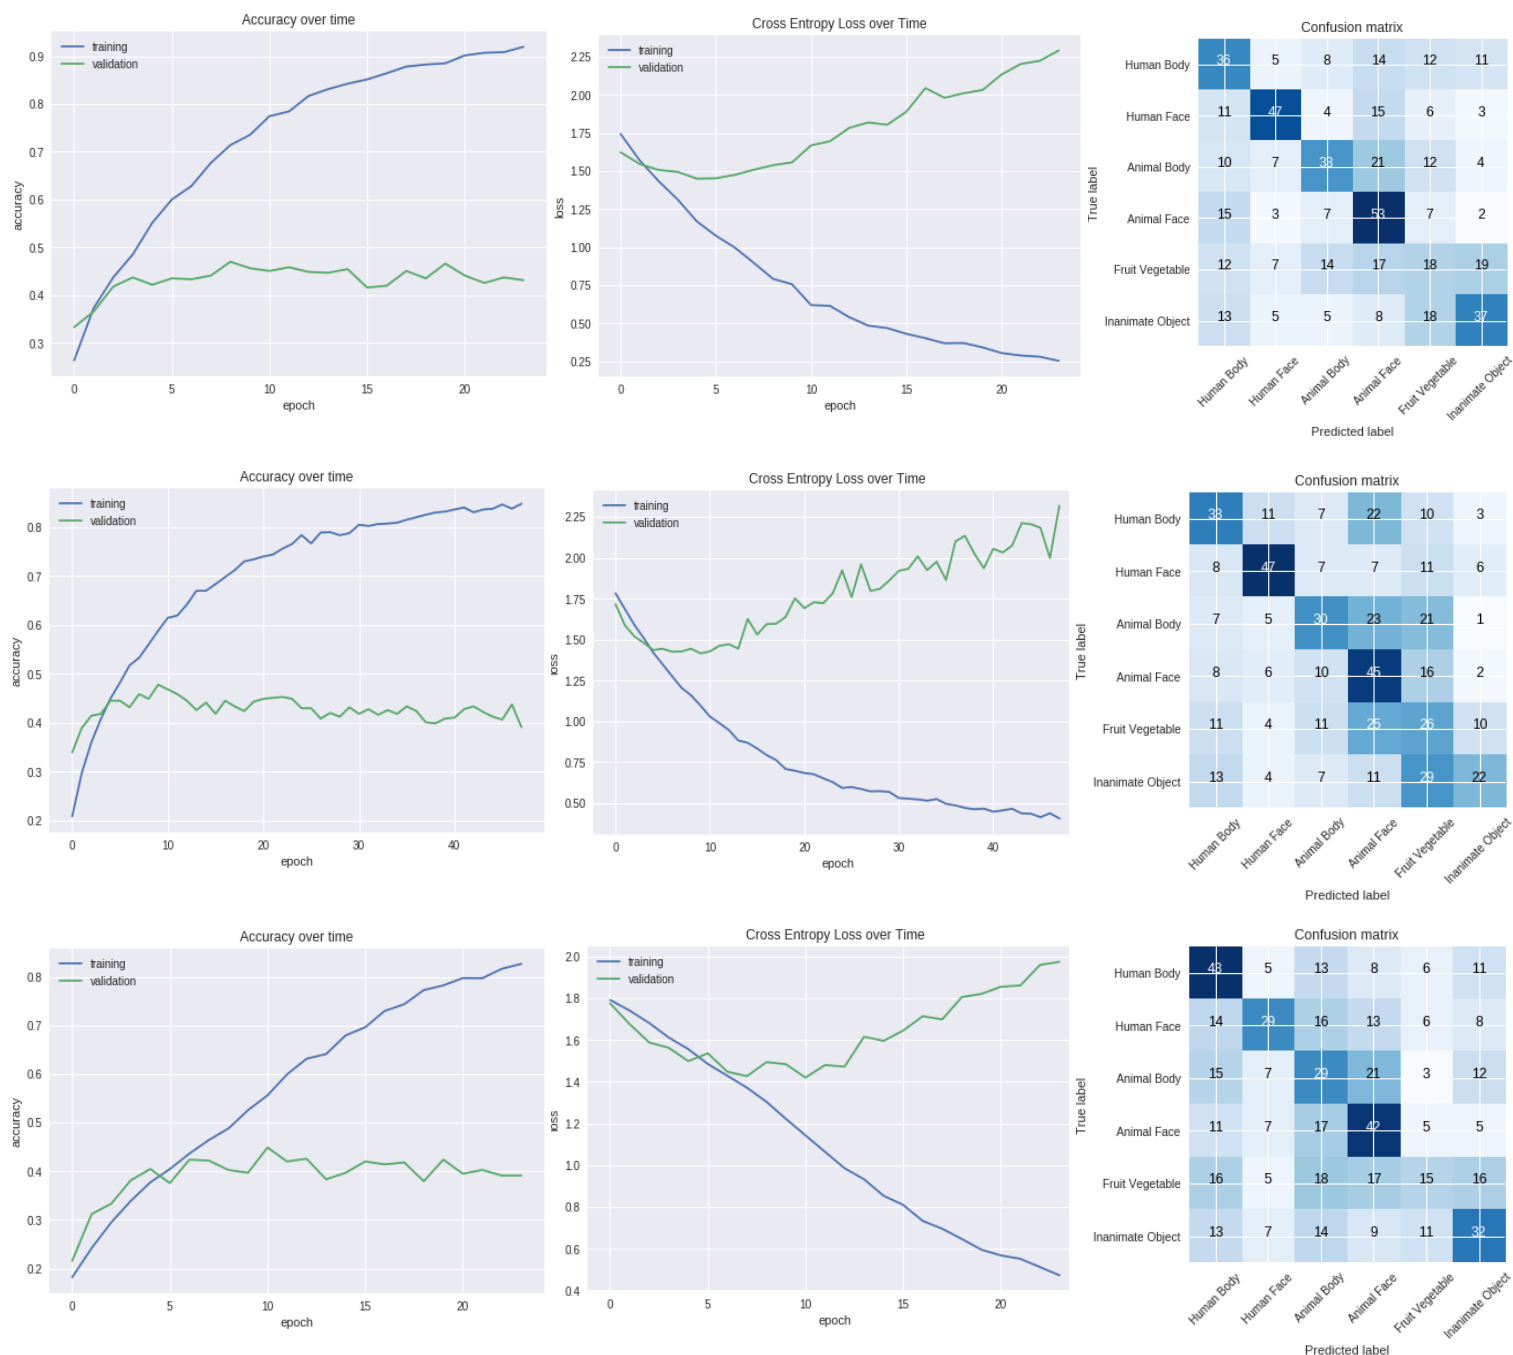 Accuracy over time
training
validation
0.9
0.8
0.7
0.6
0.5
0.4
0.3
accuracy
0 5 10 15 20
epoch
Cross Entropy Loss over Time
training
validation
2.25
2.00
1.75
1.50
1.25
1.00
0.75
0.50
0.25
loss
0 5 10 15 20
epoch
Confusion matrix
True label
Human Body 36 5 8 14 12 11
Human Face 11 47 4 15 6 3
Animal Body 10 7 33 21 12 4
Animal Face 15 3 7 53 7 2
Fruit Vegetable 12 7 14 17 18 19
Inanimate Object 13 5 5 8 18 37
Human Body Human Face Animal Body Animal Face Fruit Vegetable Inanimate Object
Predicted label
Accuracy over time
training
validation
0.8
0.7
0.6
0.5
0.4
0.3
0.2
accuracy
0 10 20 30 40
epoch
Cross Entropy Loss over Time
training
validation
2.25
2.00
1.75
1.50
1.25
1.00
0.75
0.50
loss
0 10 20 30 40
epoch
Confusion matrix
True label
Human Body 33 11 7 22 10 3
Human Face 8 47 7 7 11 6
Animal Body 7 5 30 23 21 1
Animal Face 8 6 10 45 16 2
Fruit Vegetable 11 4 11 25 26 10
Inanimate Object 13 4 7 11 29 22
Human Body Human Face Animal Body Animal Face Fruit Vegetable Inanimate Object
Predicted label
Accuracy over time
training
validation
0.8
0.7
0.6
0.5
0.4
0.3
0.2
accuracy
0 5 10 15 20
epoch
Cross Entropy Loss over Time
training
validation
2.0
1.8
1.6
1.4
1.2
1.0
0.8
0.6
0.4
loss
0 5 10 15 20
epoch
Confusion matrix
True label
Human Body 43 5 13 8 6 11
Human Face 14 29 16 13 6 8
Animal Body 15 7 29 21 3 12
Animal Face 11 7 17 42 5 5
Fruit Vegetable 16 5 18 17 15 16
Inanimate Object 13 7 14 9 11 32
Human Body Human Face Animal Body Animal Face Fruit Vegetable Inanimate Object
Predicted label